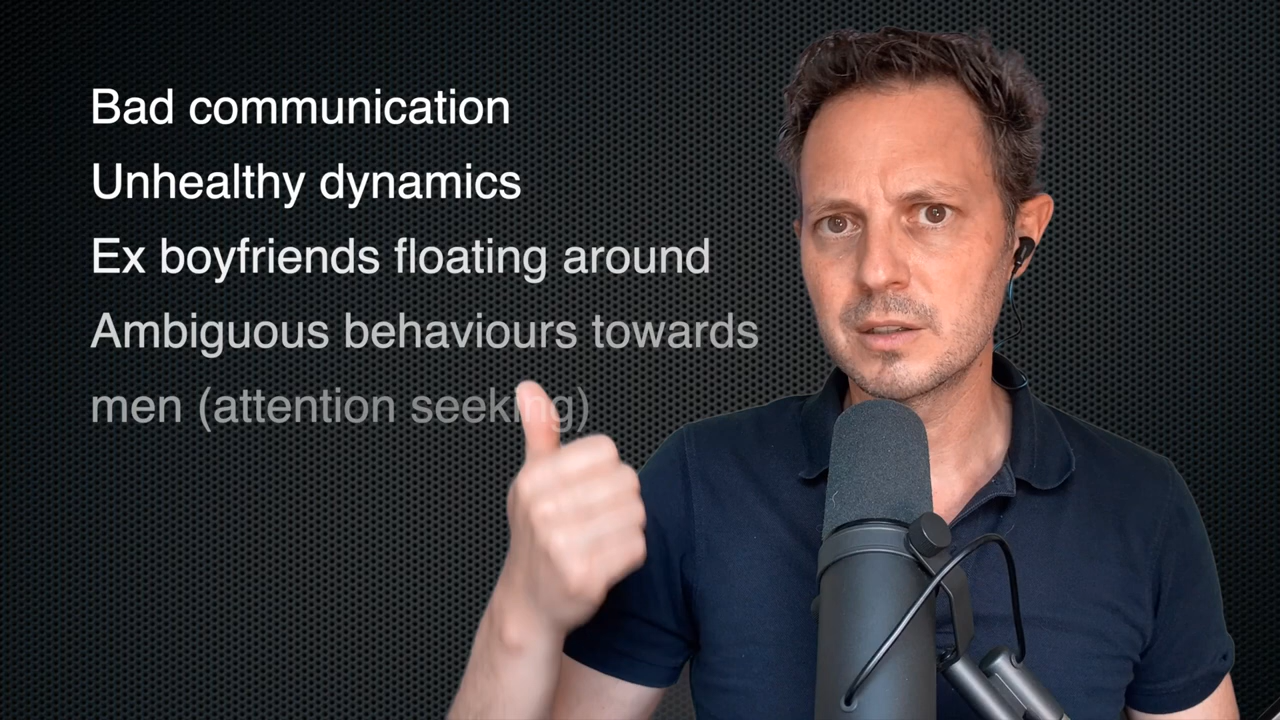 Bad communication
Unhealthy dynamics
Ex boyfriends floating around
Ambiguous behaviours towards
men (attention seeking)